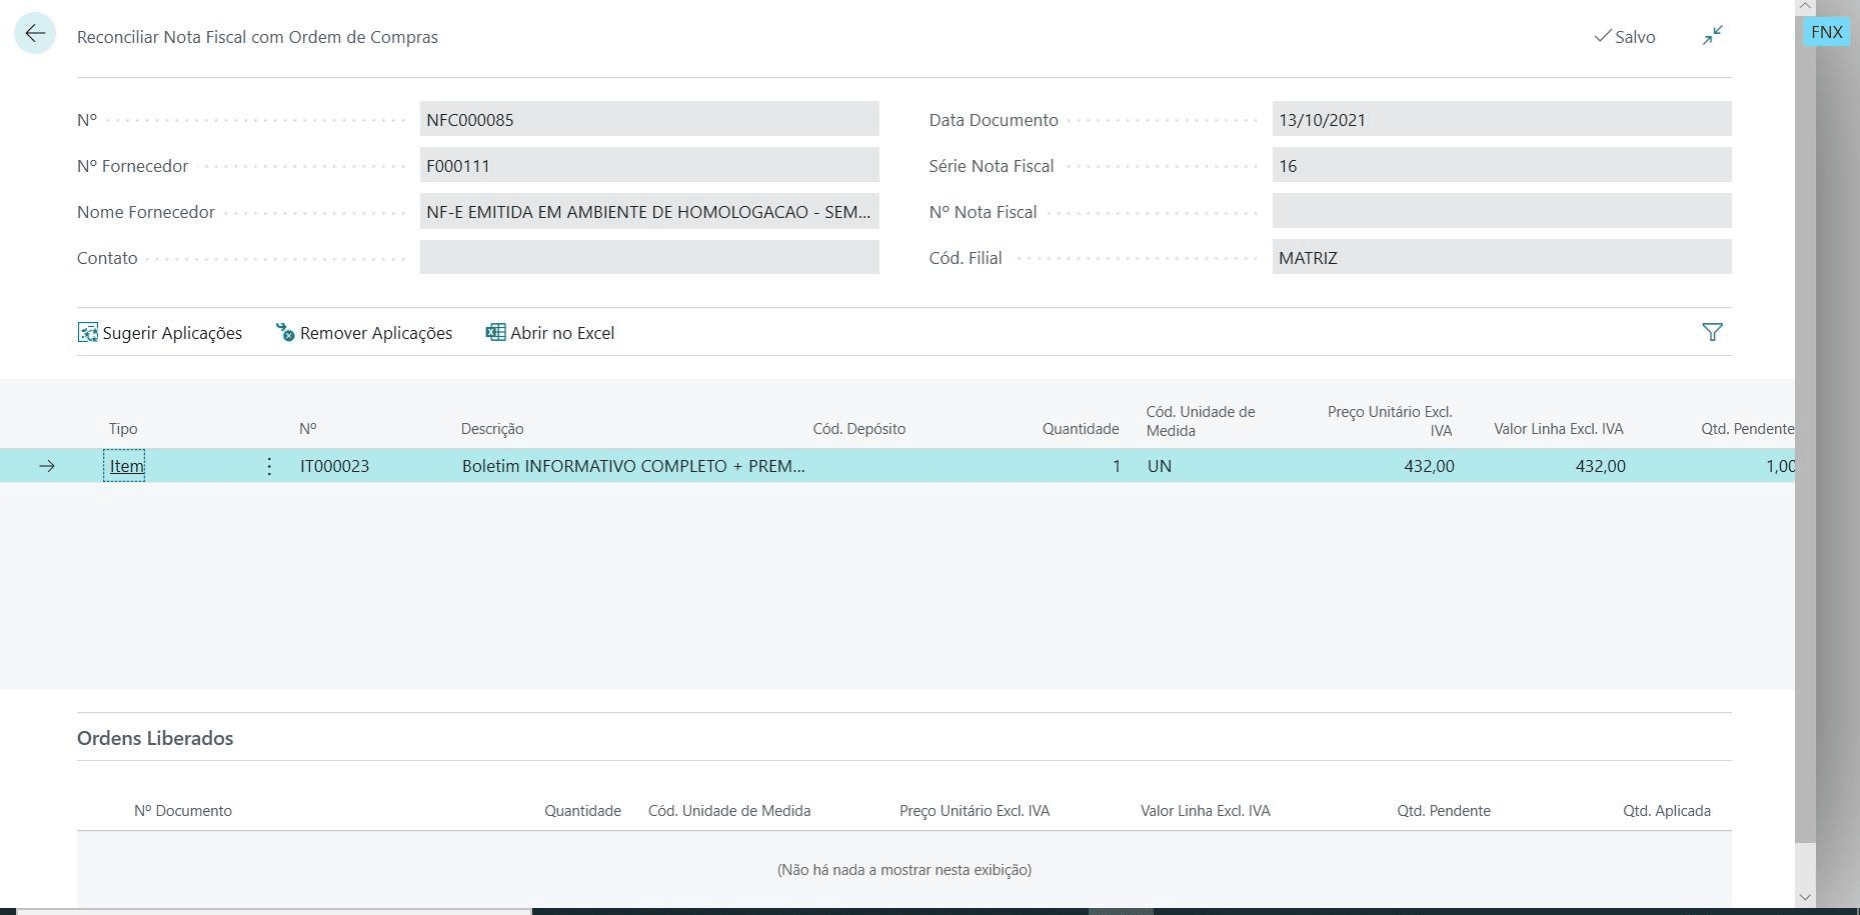 Reconciliar Nota Fiscal com Ordem de Compras
Salvo
FNX
Nº NFC000085
Data Documento 13/10/2021
Nº Fornecedor F000111
Série Nota Fiscal 16
Nome Fornecedor NF-E EMITIDA EM AMBIENTE DE HOMOLOGACAO - SEM...
Nº Nota Fiscal
Contato
Cód. Filial MATRIZ
Sugerir Aplicações Remover Aplicações Abrir no Excel
Tipo Nº Descrição Cód. Depósito Quantidade Cód. Unidade de Medida Preço Unitário Excl. IVA Valor Linha Excl. IVA Qtd. Pendente
Item IT000023 Boletim INFORMATIVO COMPLETO + PREM... 1 UN 432,00 432,00 1,00
Ordens Liberados
Nº Documento Quantidade Cód. Unidade de Medida Preço Unitário Excl. IVA Valor Linha Excl. IVA Qtd. Pendente Qtd. Aplicada
(Não há nada a mostrar nesta exibição)